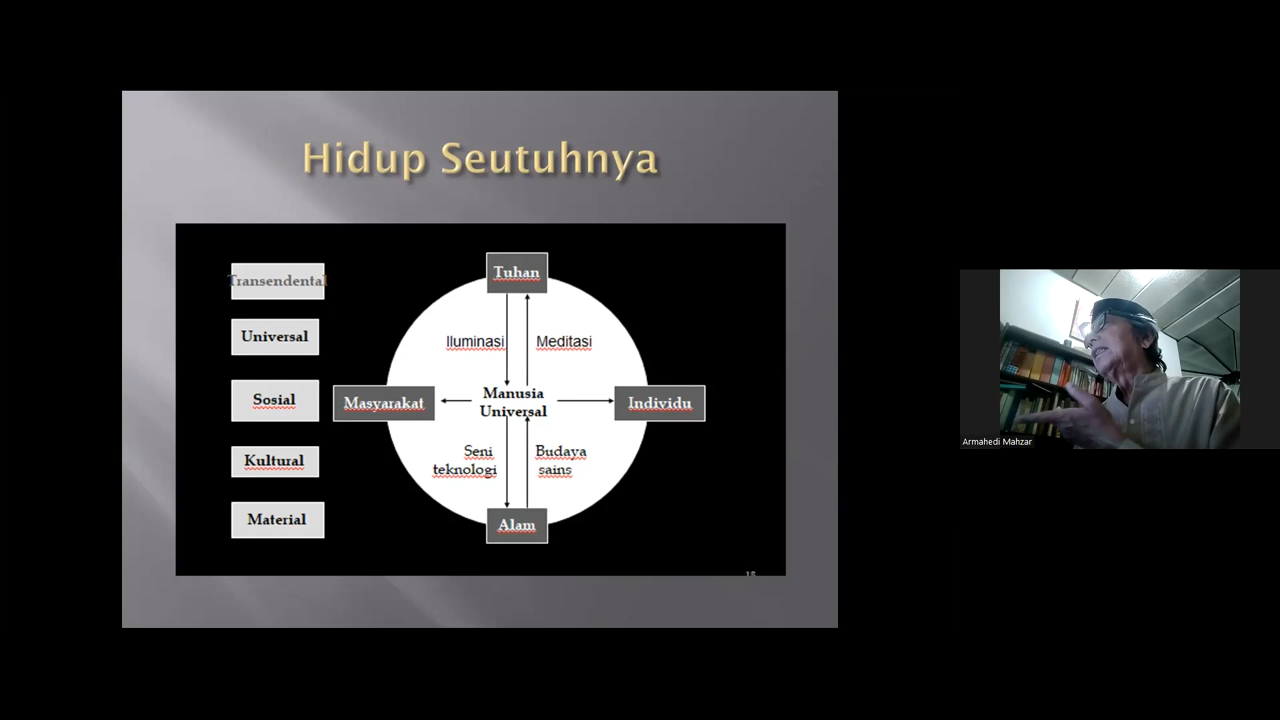 Hidup Seutuhnya
Transendental
Universal
Sosial
Kultural
Material
Tuhan
Iluminasi
Meditasi
Masyarakat
Manusia
Universal
Individu
Seni
teknologi
Budaya
sains
Alam
Armahedi Mahzar